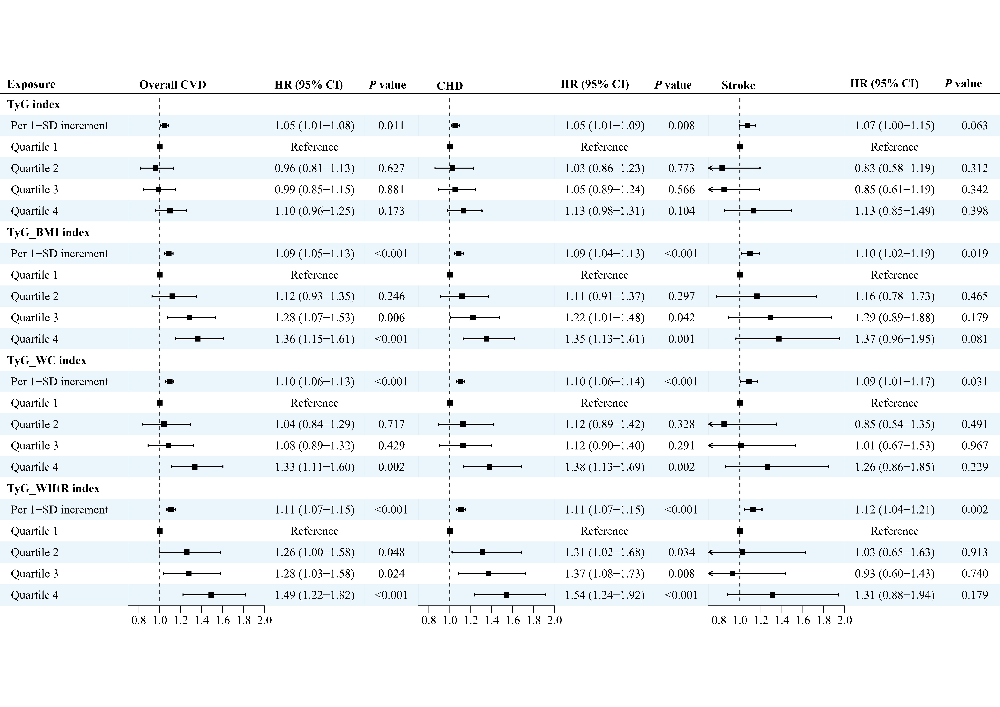 Exposure Overall CVD HR (95% CI) P value CHD HR (95% CI) P value Stroke HR (95% CI) P value
TyG index
Per 1−SD increment 1.05 (1.01−1.08) 0.011 1.05 (1.01−1.09) 0.008 1.07 (1.00−1.15) 0.063
Quartile 1 Reference Reference Reference
Quartile 2 0.96 (0.81−1.13) 0.627 1.03 (0.86−1.23) 0.773 0.83 (0.58−1.19) 0.312
Quartile 3 0.99 (0.85−1.15) 0.881 1.05 (0.89−1.24) 0.566 0.85 (0.61−1.19) 0.342
Quartile 4 1.10 (0.96−1.25) 0.173 1.13 (0.98−1.31) 0.104 1.13 (0.85−1.49) 0.398
TyG_BMI index
Per 1−SD increment 1.09 (1.05−1.13) <0.001 1.09 (1.04−1.13) <0.001 1.10 (1.02−1.19) 0.019
Quartile 1 Reference Reference Reference
Quartile 2 1.12 (0.93−1.35) 0.246 1.11 (0.91−1.37) 0.297 1.16 (0.78−1.73) 0.465
Quartile 3 1.28 (1.07−1.53) 0.006 1.22 (1.01−1.48) 0.042 1.29 (0.89−1.88) 0.179
Quartile 4 1.36 (1.15−1.61) <0.001 1.35 (1.13−1.61) 0.001 1.37 (0.96−1.95) 0.081
TyG_WC index
Per 1−SD increment 1.10 (1.06−1.13) <0.001 1.10 (1.06−1.14) <0.001 1.09 (1.01−1.17) 0.031
Quartile 1 Reference Reference Reference
Quartile 2 1.04 (0.84−1.29) 0.717 1.12 (0.89−1.42) 0.328 0.85 (0.54−1.35) 0.491
Quartile 3 1.08 (0.89−1.32) 0.429 1.12 (0.90−1.40) 0.291 1.01 (0.67−1.53) 0.967
Quartile 4 1.33 (1.11−1.60) 0.002 1.38 (1.13−1.69) 0.002 1.26 (0.86−1.85) 0.229
TyG_WHtR index
Per 1−SD increment 1.11 (1.07−1.15) <0.001 1.11 (1.07−1.15) <0.001 1.12 (1.04−1.21) 0.002
Quartile 1 Reference Reference Reference
Quartile 2 1.26 (1.00−1.58) 0.048 1.31 (1.02−1.68) 0.034 1.03 (0.65−1.63) 0.913
Quartile 3 1.28 (1.03−1.58) 0.024 1.37 (1.08−1.73) 0.008 0.93 (0.60−1.43) 0.740
Quartile 4 1.49 (1.22−1.82) <0.001 1.54 (1.24−1.92) <0.001 1.31 (0.88−1.94) 0.179
0.8 1.0 1.2 1.4 1.6 1.8 2.0 0.8 1.0 1.2 1.4 1.6 1.8 2.0 0.8 1.0 1.2 1.4 1.6 1.8 2.0